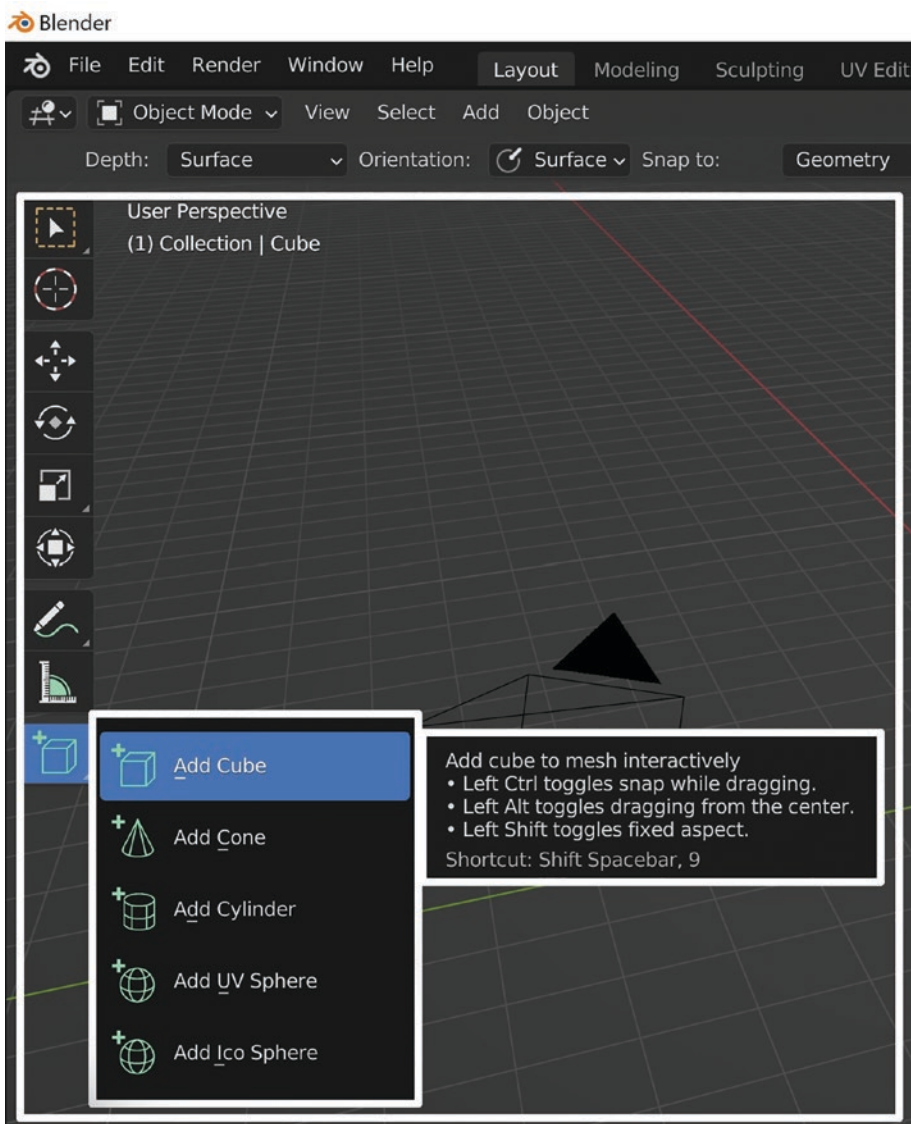 Blender
File Edit Render Window Help Layout Modeling Sculpting UV Edit
Object Mode View Select Add Object
Depth: Surface Orientation: Surface Snap to: Geometry
User Perspective
(1) Collection | Cube
Add Cube
Add Cone
Add Cylinder
Add UV Sphere
Add Ico Sphere
Add cube to mesh interactively
• Left Ctrl toggles snap while dragging.
• Left Alt toggles dragging from the center.
• Left Shift toggles fixed aspect.
Shortcut: Shift Spacebar, 9